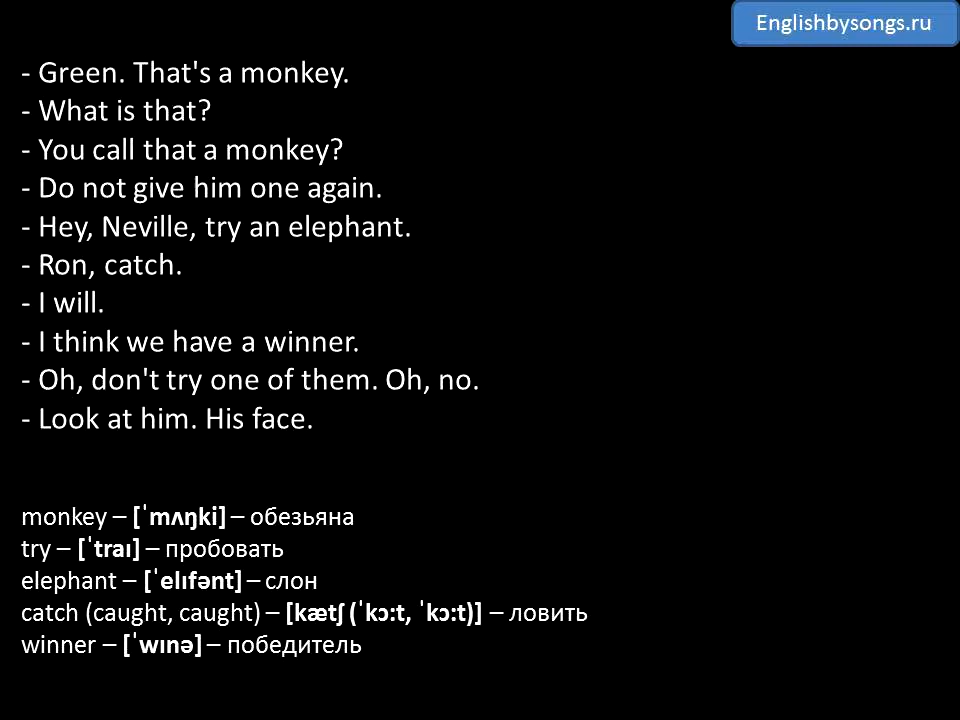 Englishbysongs.ru
- Green. That's a monkey.
- What is that?
- You call that a monkey?
- Do not give him one again.
- Hey, Neville, try an elephant.
- Ron, catch.
- I will.
- I think we have a winner.
- Oh, don't try one of them. Oh, no.
- Look at him. His face.
monkey – [ˈmʌŋki] – обезьяна
try – [ˈtraɪ] – пробовать
elephant – [ˈelɪfənt] – слон
catch (caught, caught) – [kætʃ (ˈkɔ:t, ˈkɔ:t)] – ловить
winner – [ˈwɪnə] – победитель